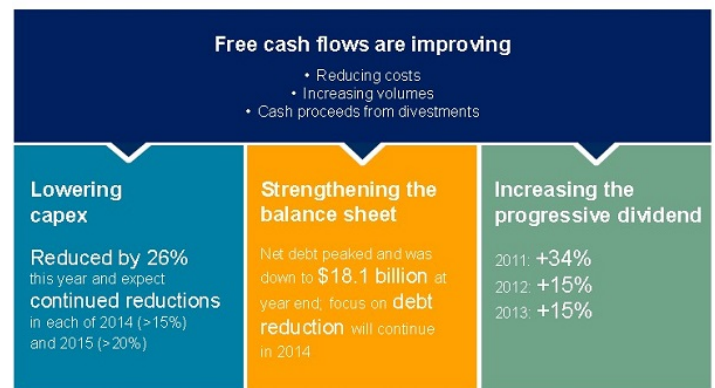 Free cash flows are improving
• Reducing costs
• Increasing volumes
• Cash proceeds from divestments
Lowering
capex
Reduced by 26%
this year and expect
continued reductions
in each of 2014 (>15%)
and 2015 (>20%)
Strengthening the
balance sheet
Net debt peaked and was
down to $18.1 billion at
year end; focus on debt
reduction will continue
in 2014
Increasing the
progressive dividend
2011: +34%
2012: +15%
2013: +15%